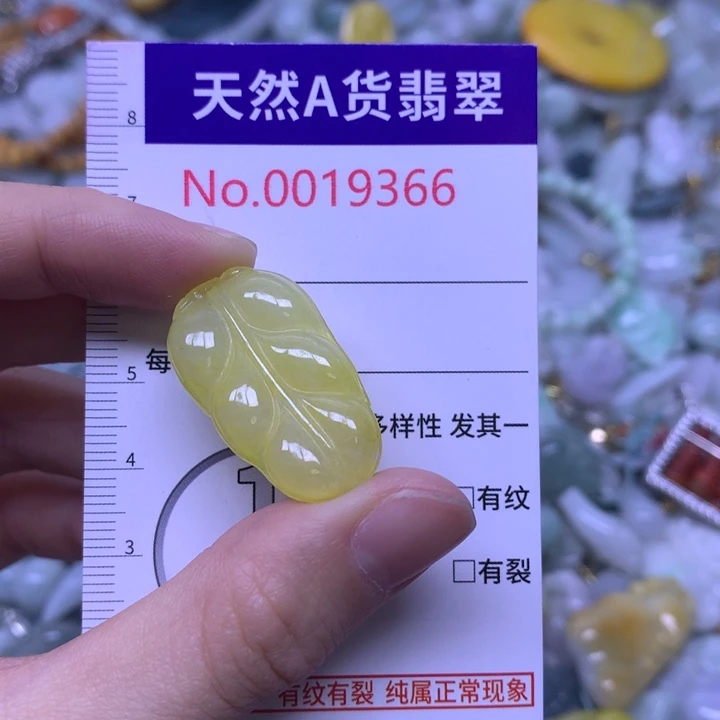 天然A货翡翠
No.0019366
8
7
每
5
多样性 发其一
4
1
□有纹
3
□有裂
有纹有裂 纯属正常现象